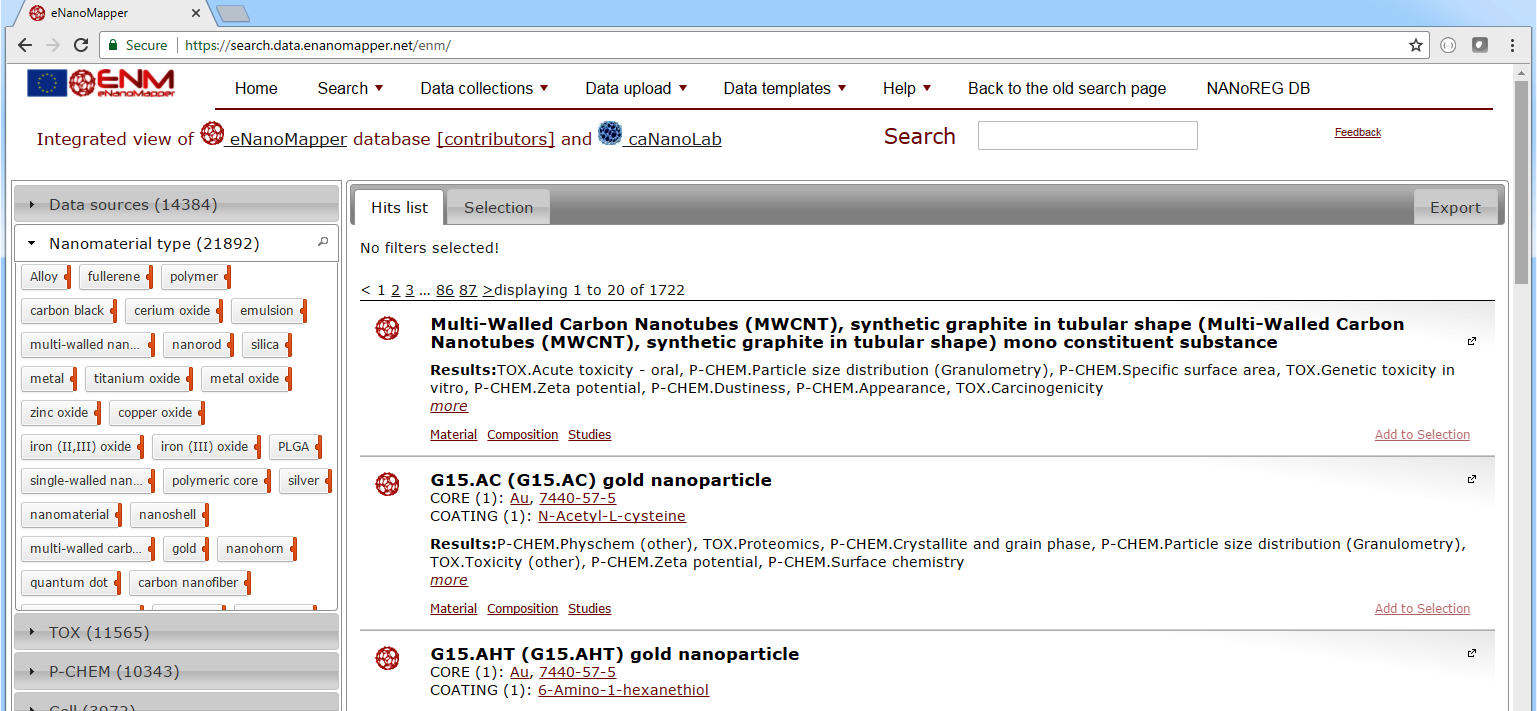 eNanoMapper
Secure
https://search.data.enanomapper.net/enm/
ENM
eNanoMapper
Home Search Data collections Data upload Data templates Help Back to the old search page NANoREG DB
Integrated view of eNanoMapper database [contributors] and caNanoLab
Search
Feedback
Data sources (14384)
Nanomaterial type (21892)
Alloy fullerene polymer
carbon black cerium oxide emulsion
multi-walled nan... nanorod silica
metal titanium oxide metal oxide
zinc oxide copper oxide
iron (II,III) oxide iron (III) oxide PLGA
single-walled nan... polymeric core silver
nanomaterial nanoshell
multi-walled carb... gold nanohorn
quantum dot carbon nanofiber
TOX (11565)
P-CHEM (10343)
Cell (3972)
Hits list Selection Export
No filters selected!
< 1 2 3 ... 86 87 >displaying 1 to 20 of 1722
Multi-Walled Carbon Nanotubes (MWCNT), synthetic graphite in tubular shape (Multi-Walled Carbon
Nanotubes (MWCNT), synthetic graphite in tubular shape) mono constituent substance
Results:TOX.Acute toxicity - oral, P-CHEM.Particle size distribution (Granulometry), P-CHEM.Specific surface area, TOX.Genetic toxicity in
vitro, P-CHEM.Zeta potential, P-CHEM.Dustiness, P-CHEM.Appearance, TOX.Carcinogenicity
more
Material Composition Studies Add to Selection
G15.AC (G15.AC) gold nanoparticle
CORE (1): Au, 7440-57-5
COATING (1): N-Acetyl-L-cysteine
Results:P-CHEM.Physchem (other), TOX.Proteomics, P-CHEM.Crystallite and grain phase, P-CHEM.Particle size distribution (Granulometry),
TOX.Toxicity (other), P-CHEM.Zeta potential, P-CHEM.Surface chemistry
more
Material Composition Studies Add to Selection
G15.AHT (G15.AHT) gold nanoparticle
CORE (1): Au, 7440-57-5
COATING (1): 6-Amino-1-hexanethiol